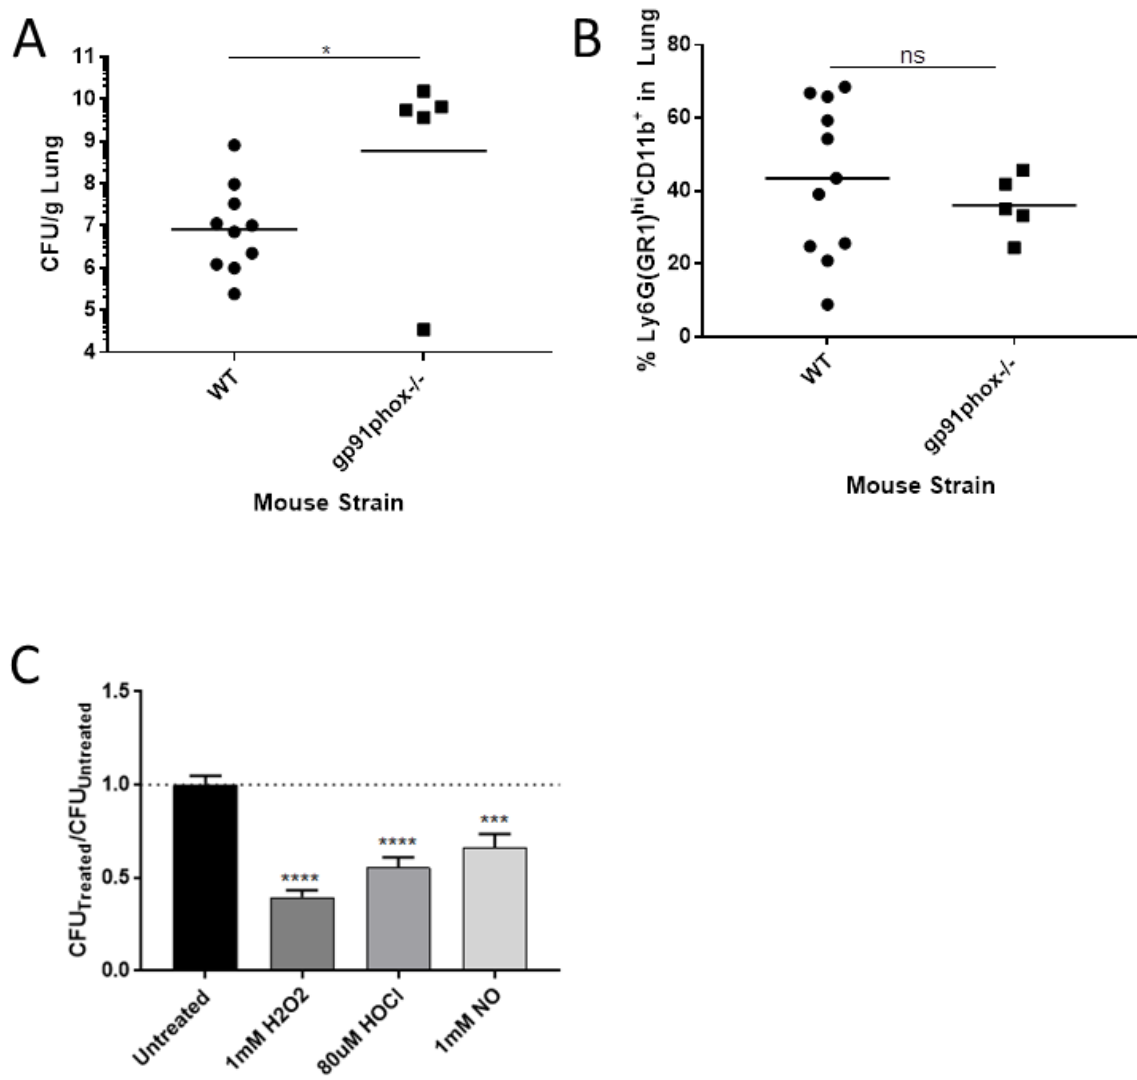 A
CFU/g Lung
11
10
9
8
7
6
5
4
*
WT
gp91phox-/-
Mouse Strain
B
% Ly6G(GR1)hiCD11b+ in Lung
80
60
40
20
0
ns
WT
gp91phox-/-
Mouse Strain
C
CFUTreated/CFUUntreated
1.5
1.0
0.5
0.0
****
****
***
Untreated
1mM H2O2
80uM HOCl
1mM NO